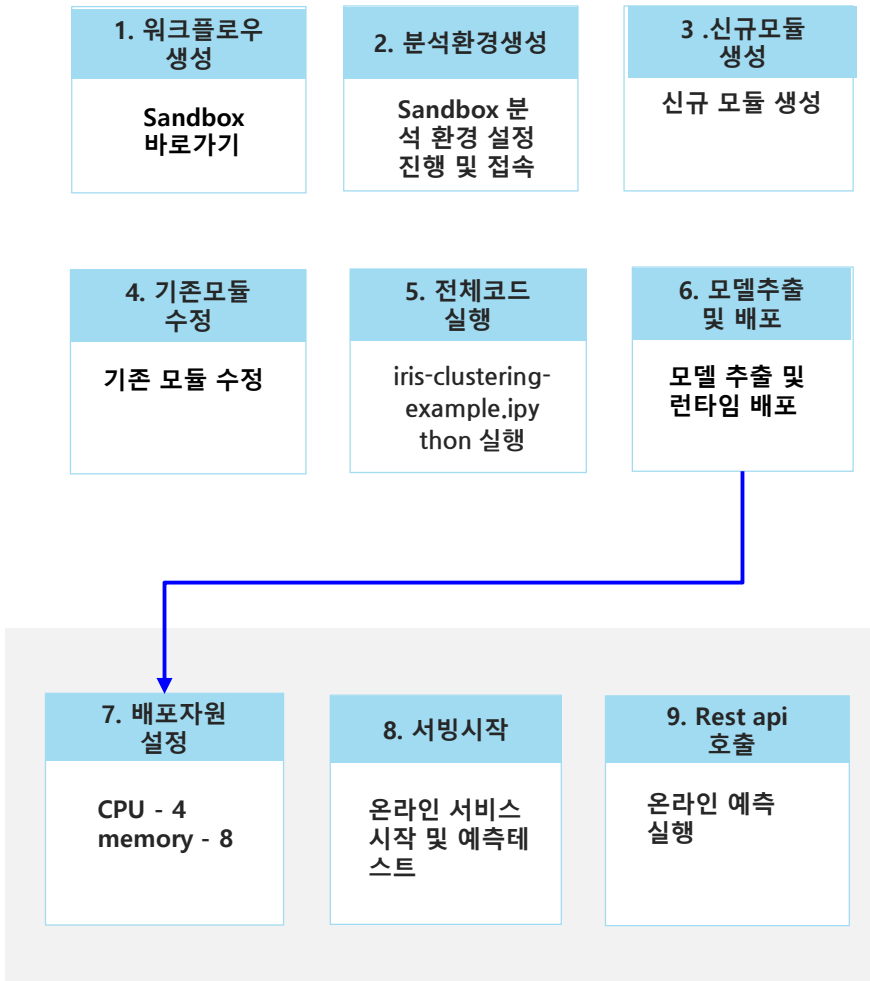 1. 워크플로우
생성
Sandbox
바로가기
2. 분석환경생성
Sandbox 분
석 환경 설정
진행 및 접속
3 .신규모듈
생성
신규 모듈 생성
4. 기존모듈
수정
기존 모듈 수정
5. 전체코드
실행
iris-clustering-
example.ipy
thon 실행
6. 모델추출
및 배포
모델 추출 및
런타임 배포
7. 배포자원
설정
CPU - 4
memory - 8
8. 서빙시작
온라인 서비스
시작 및 예측테
스트
9. Rest api
호출
온라인 예측
실행